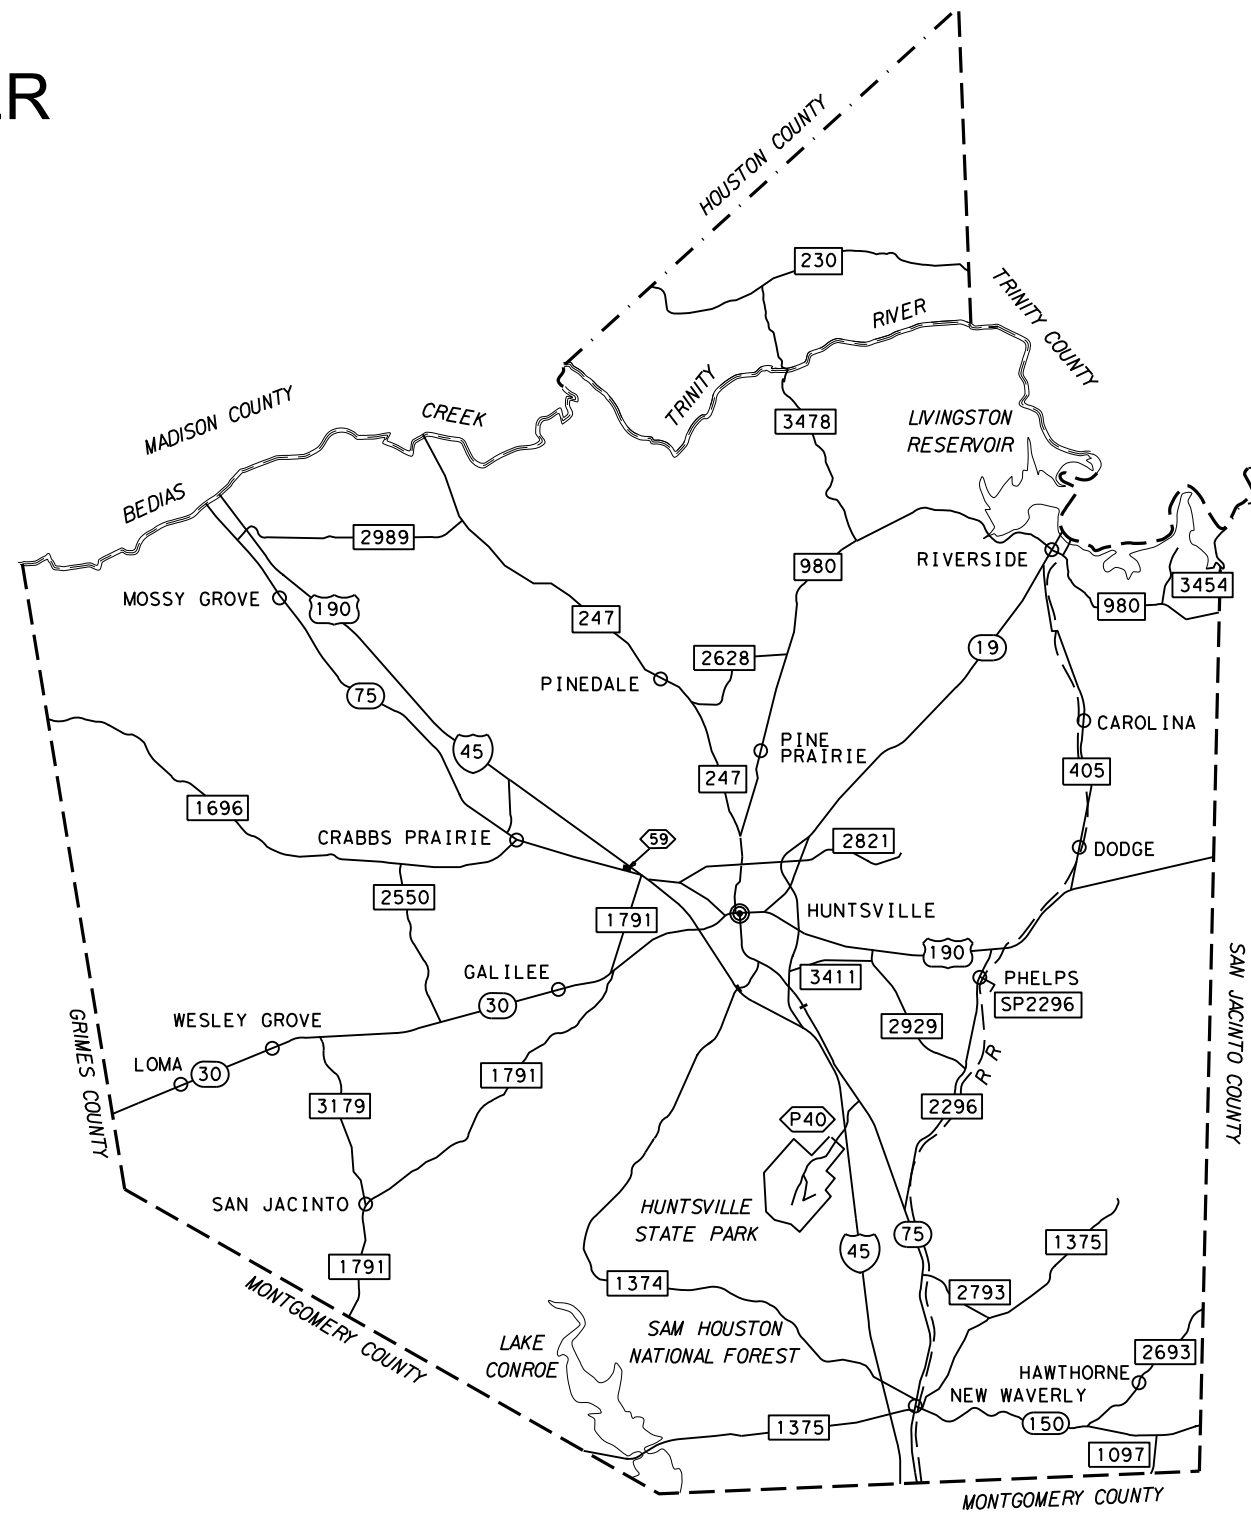 R
HOUSTON COUNTY
230
TRINITY COUNTY
RIVER
TRINITY
MADISON COUNTY
CREEK
3478
LIVINGSTON
RESERVOIR
BEDIAS
2989
980
RIVERSIDE
3454
MOSSY GROVE
190
247
980
19
2628
PINEDALE
75
CAROLINA
45
PINE
PRAIRIE
247
405
1696
CRABBS PRAIRIE
59
2821
DODGE
2550
1791
HUNTSVILLE
190
GALILEE
3411
PHELPS
30
SP2296
SAN JACINTO COUNTY
WESLEY GROVE
2929
GRIMES COUNTY
LOMA
30
1791
RR
3179
2296
P40
SAN JACINTO
HUNTSVILLE
STATE PARK
75
1375
45
1791
1374
2793
MONTGOMERY COUNTY
SAM HOUSTON
NATIONAL FOREST
LAKE
CONROE
2693
HAWTHORNE
NEW WAVERLY
1375
150
1097
MONTGOMERY COUNTY